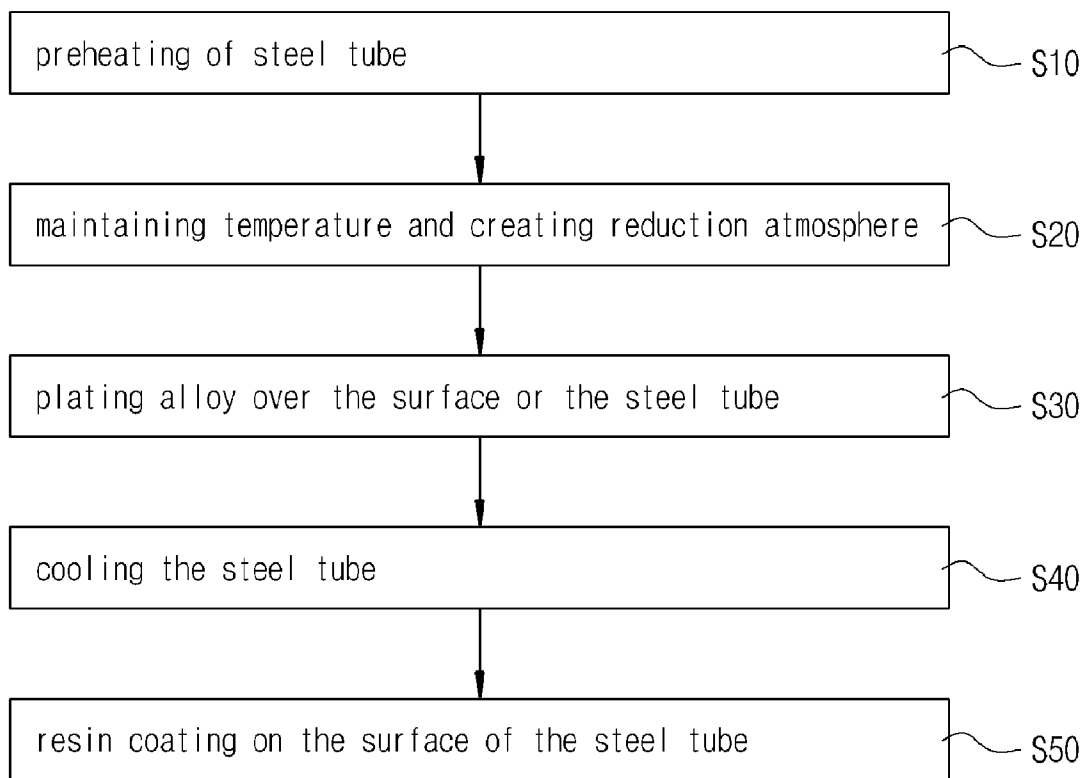 preheating of steel tube
S10
maintaining temperature and creating reduction atmosphere
S20
plating alloy over the surface or the steel tube
S30
cooling the steel tube
S40
resin coating on the surface of the steel tube
S50